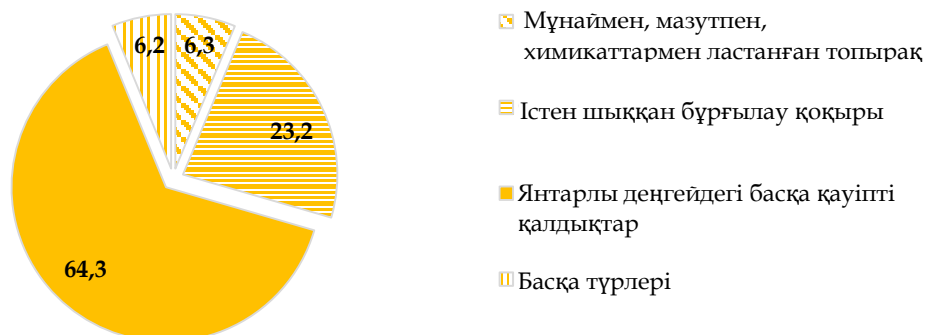 6,2
6,3
23,2
64,3
Мұнаймен, мазутпен,
химикаттармен ластанған топырақ
Істен шыққан бұрғылау қоқыры
Янтарлы деңгейдегі басқа қауіпті
қалдықтар
Басқа түрлері